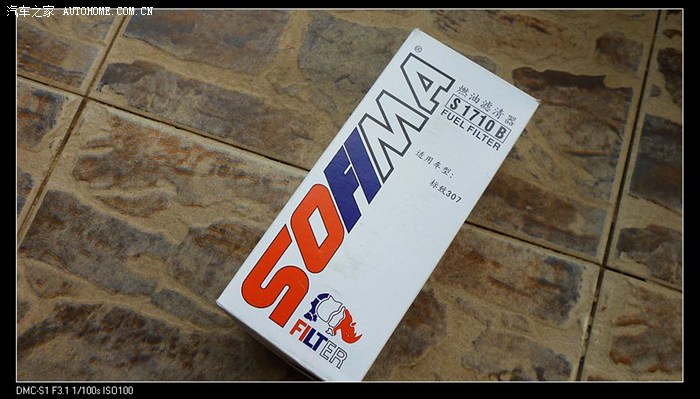 汽车之家 AUTOHOME.COM.CN
SOFIMA®
燃油滤清器
S 1710 B
FUEL FILTER
适用车型:
标致307
FILTER
DMC-S1 F3.1 1/100s ISO100